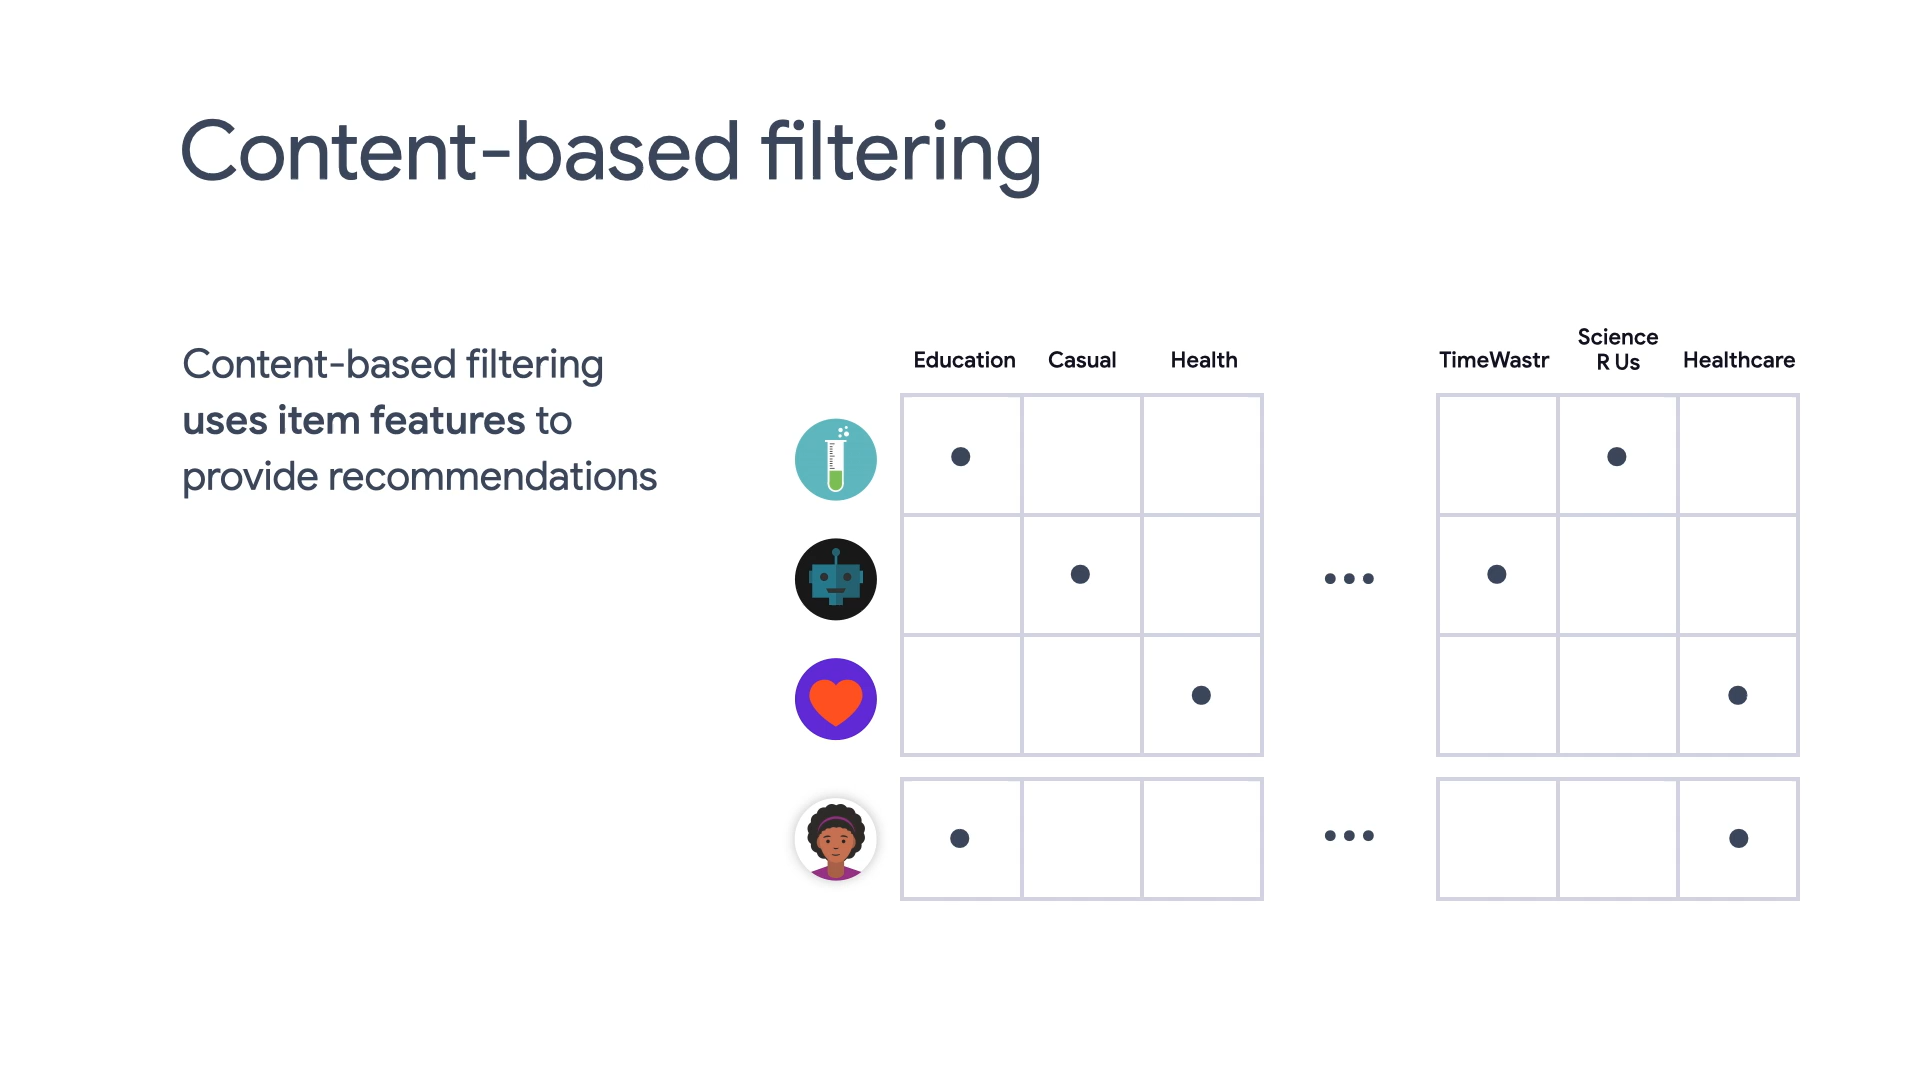 Content-based filtering
Content-based filtering
uses item features to
provide recommendations
Education Casual Health
TimeWastr
Science
R Us
Healthcare